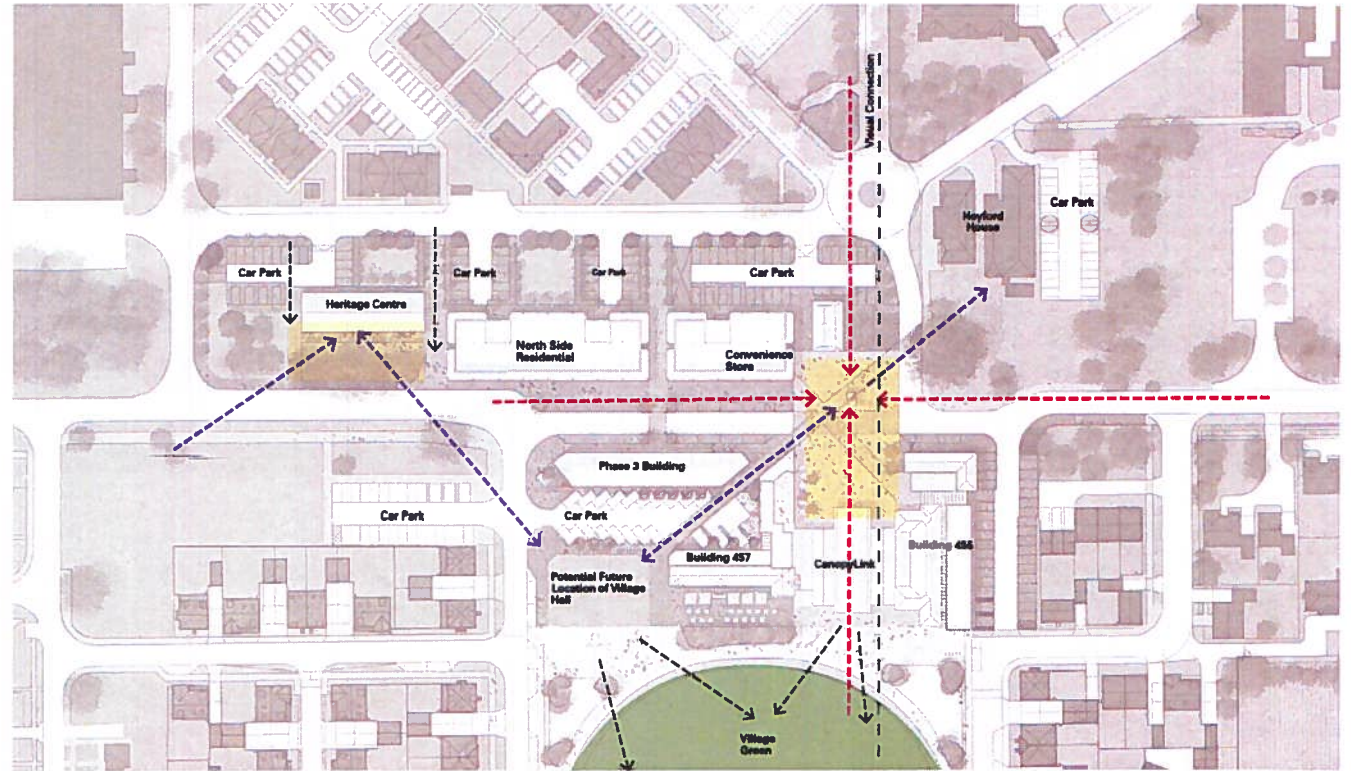 Visual Connection
Heyford
House
Car Park
Car Park
Car Park
Car Park
Car Park
Heritage Centre
North Side
Residential
Convenience
Store
Phase 3 Building
Car Park
Car Park
Building 457
Canopy Link
Building 455
Potential Future
Location of Village
Hall
Village
Green